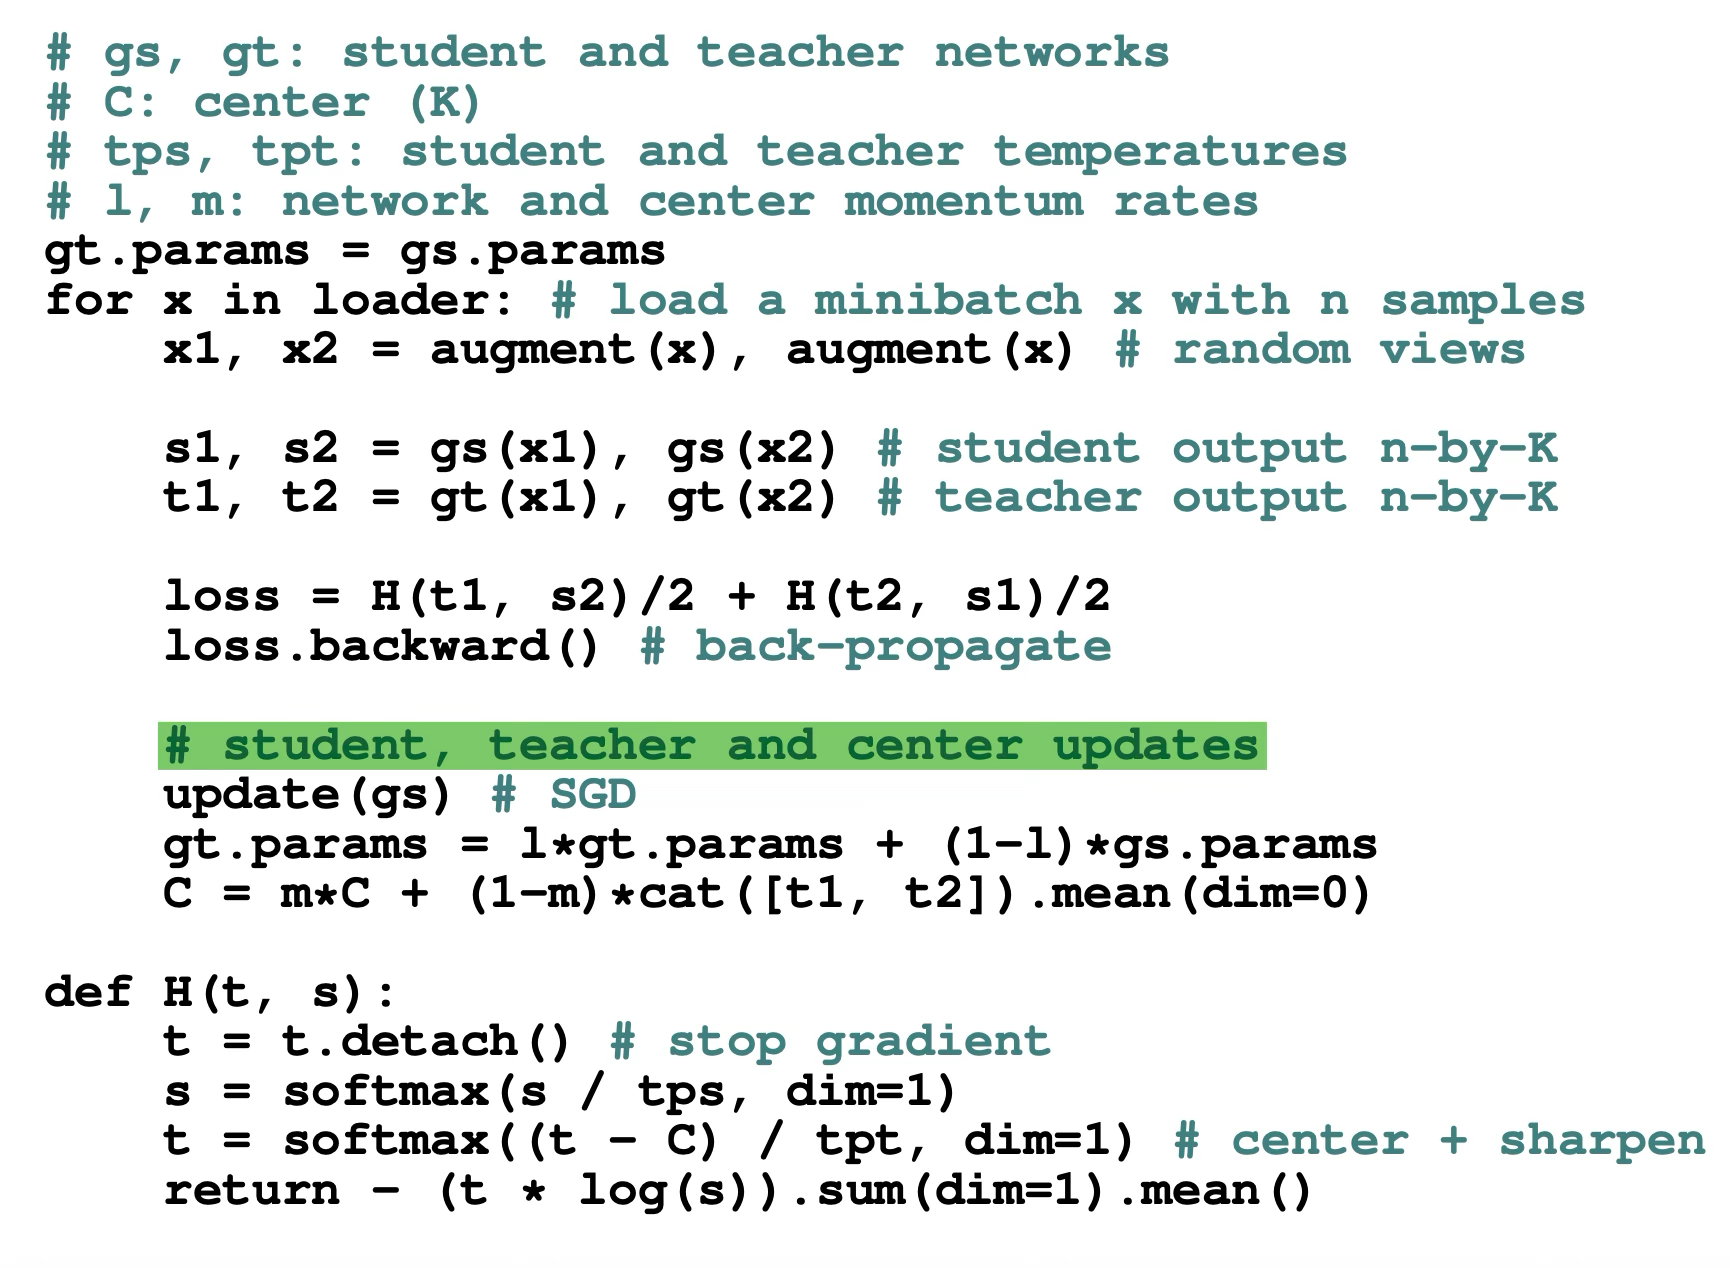 # gs, gt: student and teacher networks
# C: center (K)
# tps, tpt: student and teacher temperatures
# l, m: network and center momentum rates
gt.params = gs.params
for x in loader: # load a minibatch x with n samples
    x1, x2 = augment(x), augment(x) # random views

    s1, s2 = gs(x1), gs(x2) # student output n-by-K
    t1, t2 = gt(x1), gt(x2) # teacher output n-by-K

    loss = H(t1, s2)/2 + H(t2, s1)/2
    loss.backward() # back-propagate

    # student, teacher and center updates
    update(gs) # SGD
    gt.params = l*gt.params + (1-l)*gs.params
    C = m*C + (1-m)*cat([t1, t2]).mean(dim=0)

def H(t, s):
    t = t.detach() # stop gradient
    s = softmax(s / tps, dim=1)
    t = softmax((t - C) / tpt, dim=1) # center + sharpen
    return - (t * log(s)).sum(dim=1).mean()